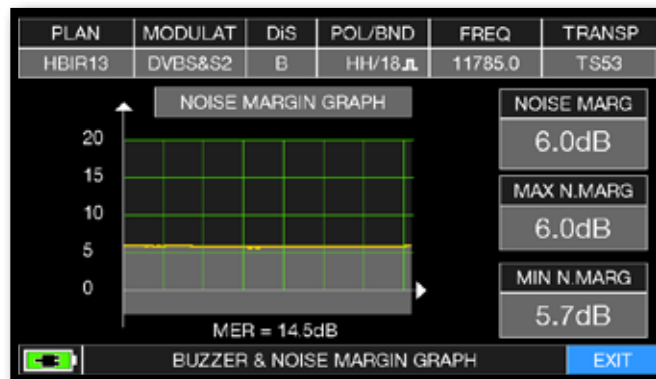 PLAN MODULAT DiS POL/BND FREQ TRANSP
HBIR13 DVBS&S2 B HH/18 11785.0 TS53
NOISE MARGIN GRAPH
20
15
10
5
0
MER = 14.5dB
NOISE MARG
6.0dB
MAX N.MARG
6.0dB
MIN N.MARG
5.7dB
BUZZER & NOISE MARGIN GRAPH EXIT